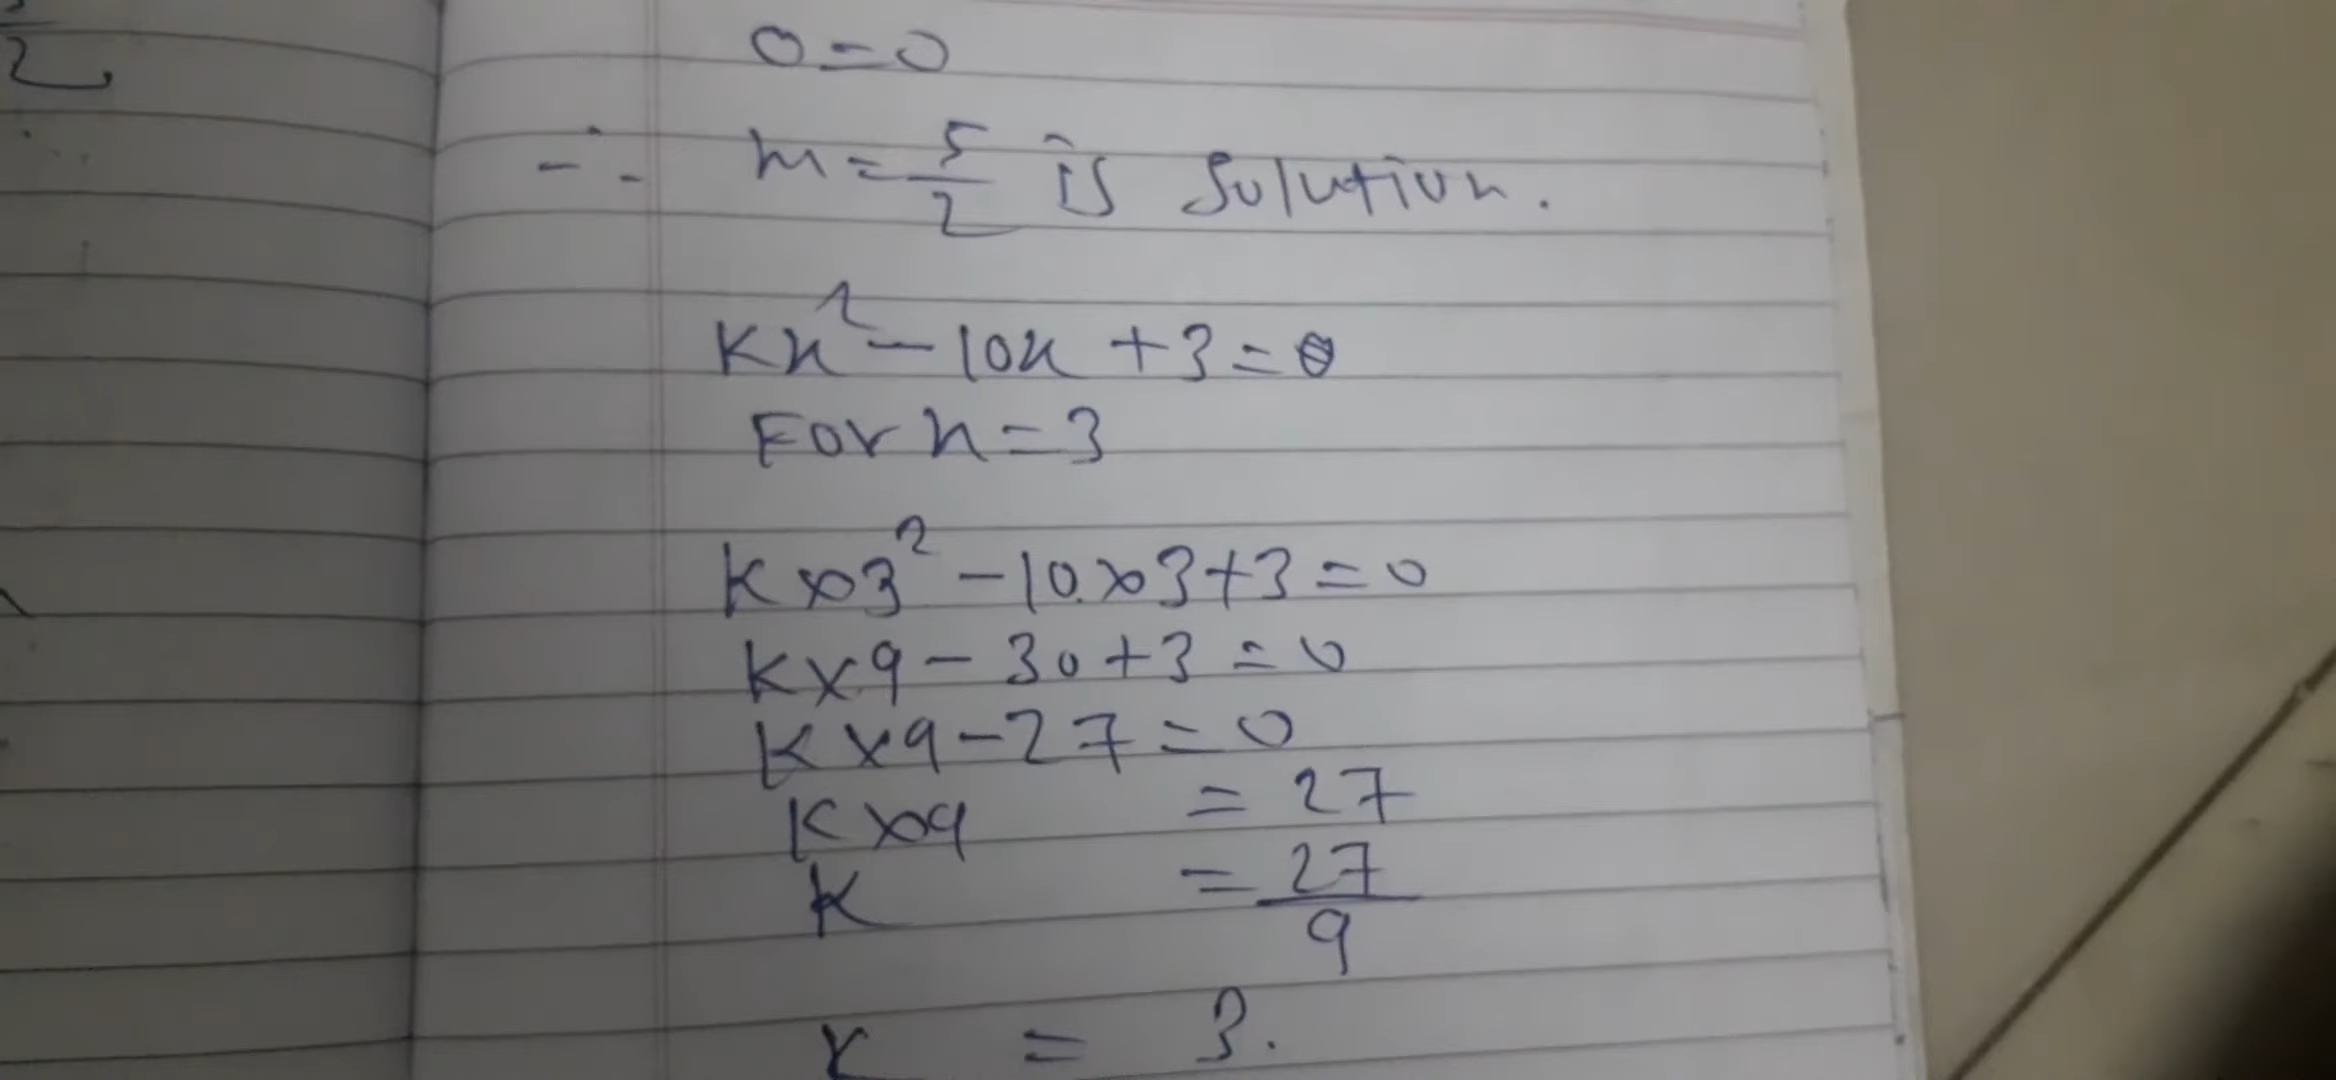 2
0=0
∴ m=5/2 is solution.
Kx²-10x+3=0
For x=3
K×3²-10×3+3=0
K×9-30+3=0
K×9-27=0
K×9 =27
K =27/9
K = 3.